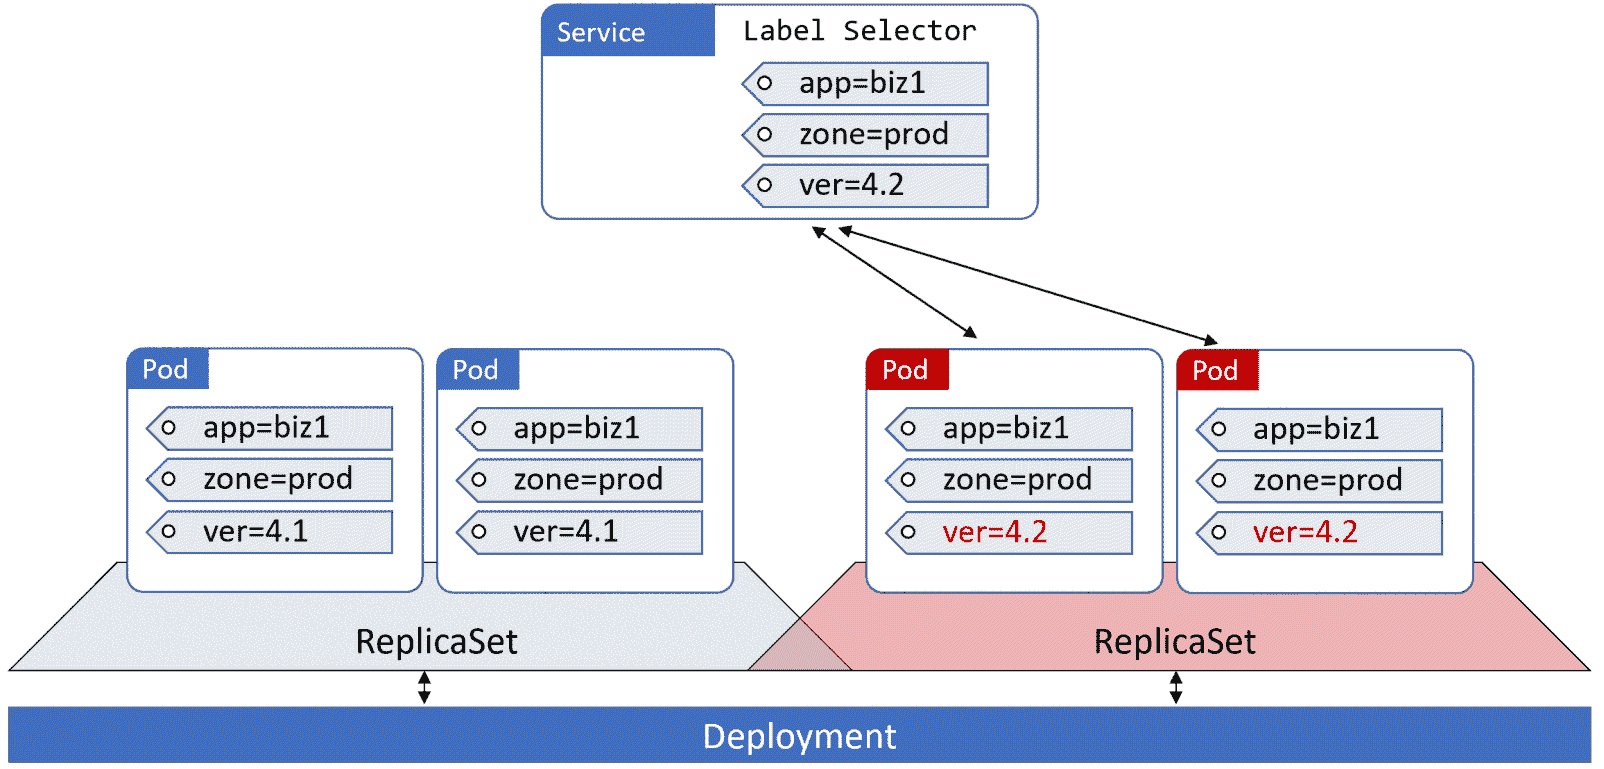 Service
Label Selector
app=biz1
zone=prod
ver=4.2
Pod
app=biz1
zone=prod
ver=4.1
Pod
app=biz1
zone=prod
ver=4.1
Pod
app=biz1
zone=prod
ver=4.2
Pod
app=biz1
zone=prod
ver=4.2
ReplicaSet
ReplicaSet
Deployment